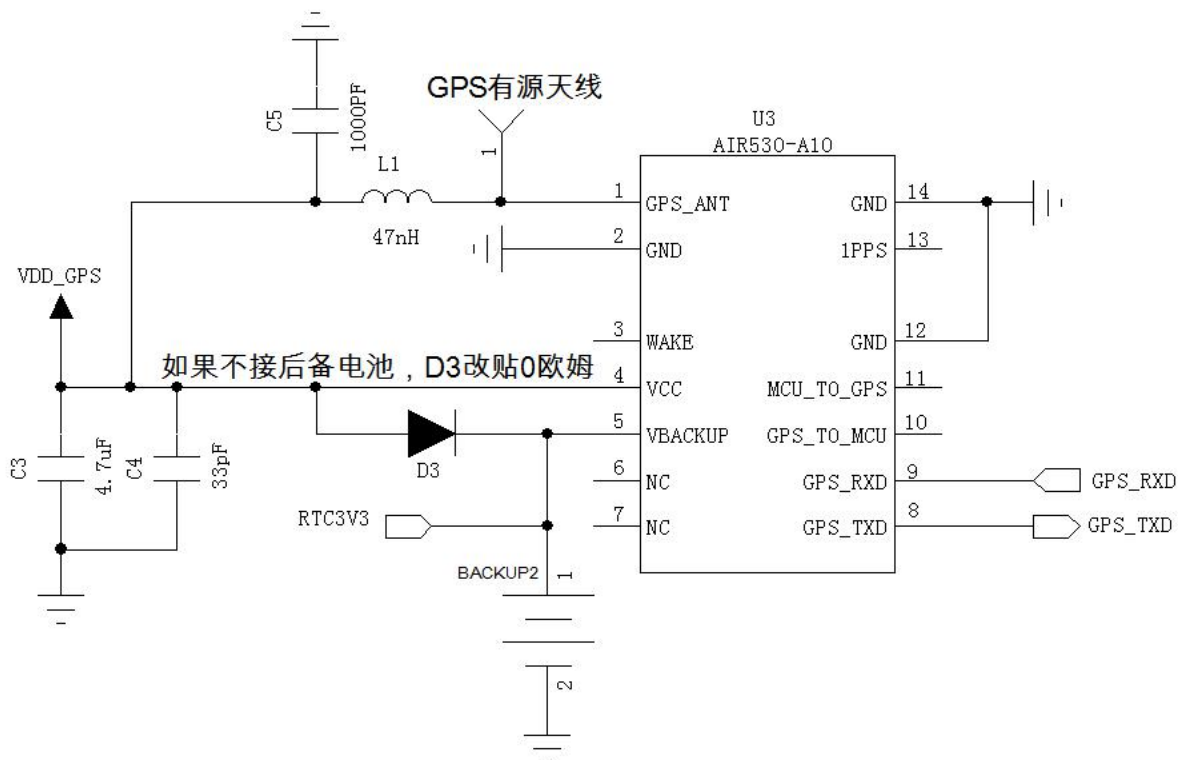 GPS有源天线
C5
1000PF
L1
47nH
1
U3
AIR530-A10
1
GPS_ANT
2
GND
3
WAKE
4
VCC
5
VBACKUP
6
NC
7
NC
GND
14
1PPS
13
GND
12
MCU_TO_GPS
11
GPS_TO_MCU
10
GPS_RXD
9
GPS_TXD
8
GPS_RXD
GPS_TXD
VDD_GPS
如果不接后备电池，D3改贴0欧姆
C3
4.7uF
C4
33pF
D3
RTC3V3
BACKUP2
1
2